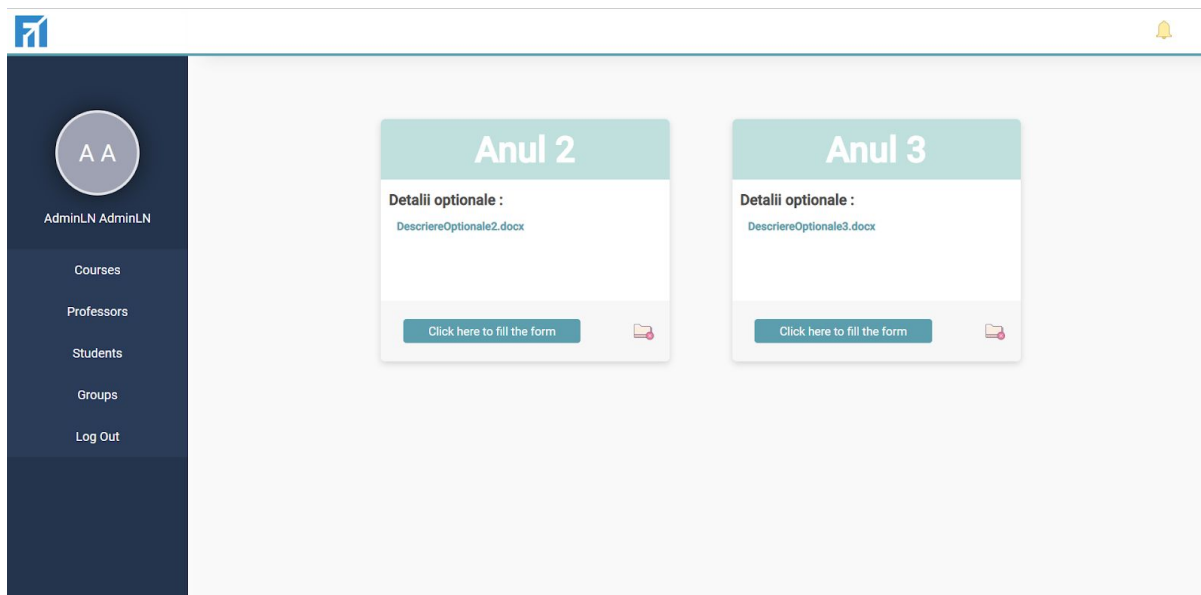 A A
AdminLN AdminLN
Courses
Professors
Students
Groups
Log Out
Anul 2
Detalii optionale :
DescriereOptionale2.docx
Click here to fill the form
Anul 3
Detalii optionale :
DescriereOptionale3.docx
Click here to fill the form